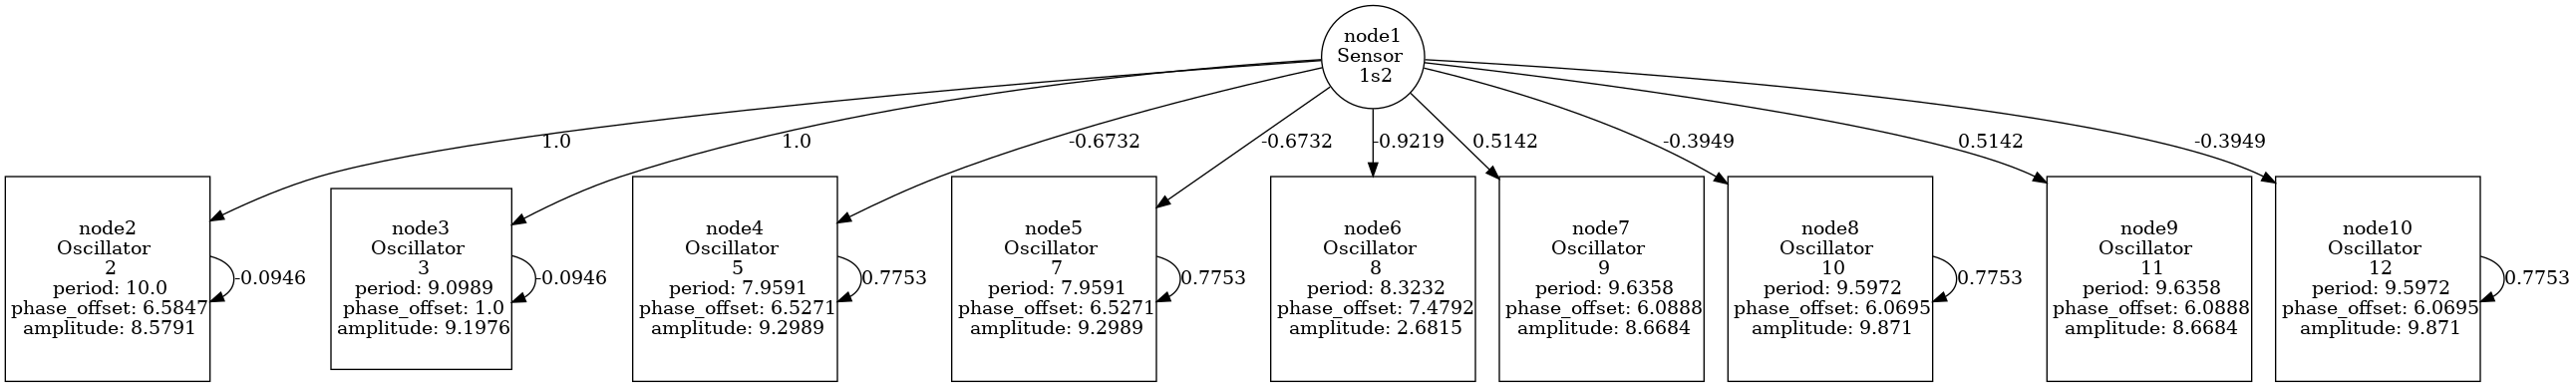 node1
Sensor
1s2
1.0
1.0
-0.6732
-0.6732
-0.9219
0.5142
-0.3949
0.5142
-0.3949
node2
Oscillator
2
period: 10.0
phase_offset: 6.5847
amplitude: 8.5791
-0.0946
node3
Oscillator
3
period: 9.0989
phase_offset: 1.0
amplitude: 9.1976
-0.0946
node4
Oscillator
5
period: 7.9591
phase_offset: 6.5271
amplitude: 9.2989
0.7753
node5
Oscillator
7
period: 7.9591
phase_offset: 6.5271
amplitude: 9.2989
0.7753
node6
Oscillator
8
period: 8.3232
phase_offset: 7.4792
amplitude: 2.6815
node7
Oscillator
9
period: 9.6358
phase_offset: 6.0888
amplitude: 8.6684
node8
Oscillator
10
period: 9.5972
phase_offset: 6.0695
amplitude: 9.871
0.7753
node9
Oscillator
11
period: 9.6358
phase_offset: 6.0888
amplitude: 8.6684
node10
Oscillator
12
period: 9.5972
phase_offset: 6.0695
amplitude: 9.871
0.7753